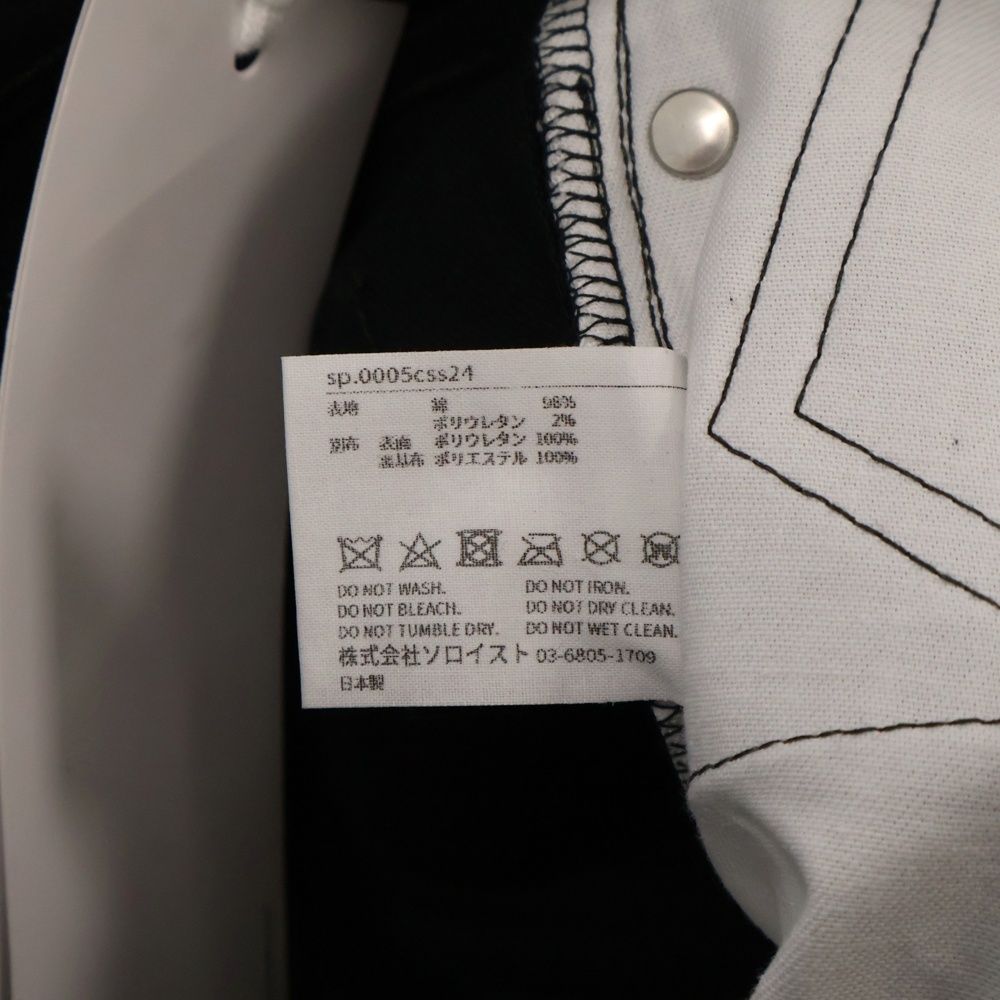 sp.0005css24
表地 綿 98%
ポリウレタン 2%
別布 表面 ポリウレタン 100%
裏基布 ポリエステル 100%
DO NOT WASH. DO NOT IRON.
DO NOT BLEACH. DO NOT DRY CLEAN.
DO NOT TUMBLE DRY. DO NOT WET CLEAN.
株式会社ソロイスト 03-6805-1709
日本製